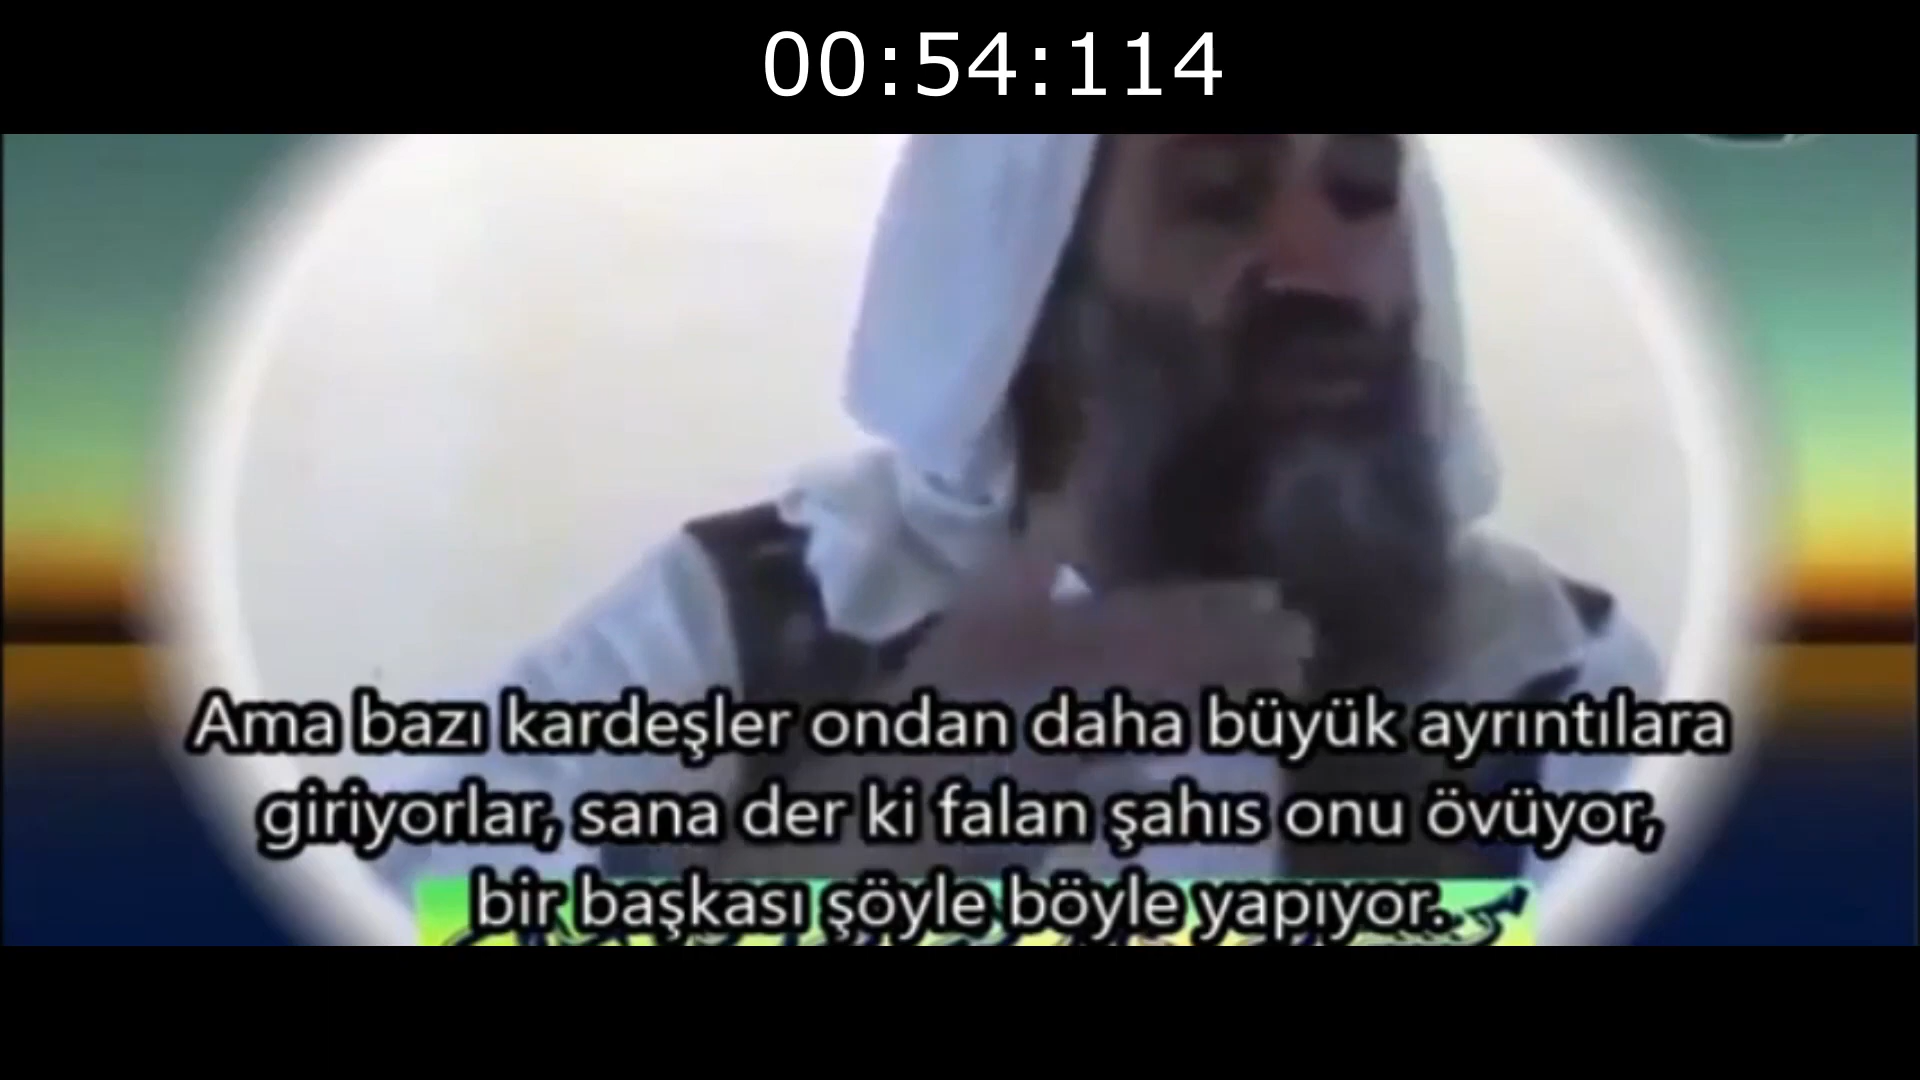 00:54:114
Ama bazı kardeşler ondan daha büyük ayrıntılara
giriyorlar, sana der ki falan şahıs onu övüyor,
bir başkası şöyle böyle yapıyor.